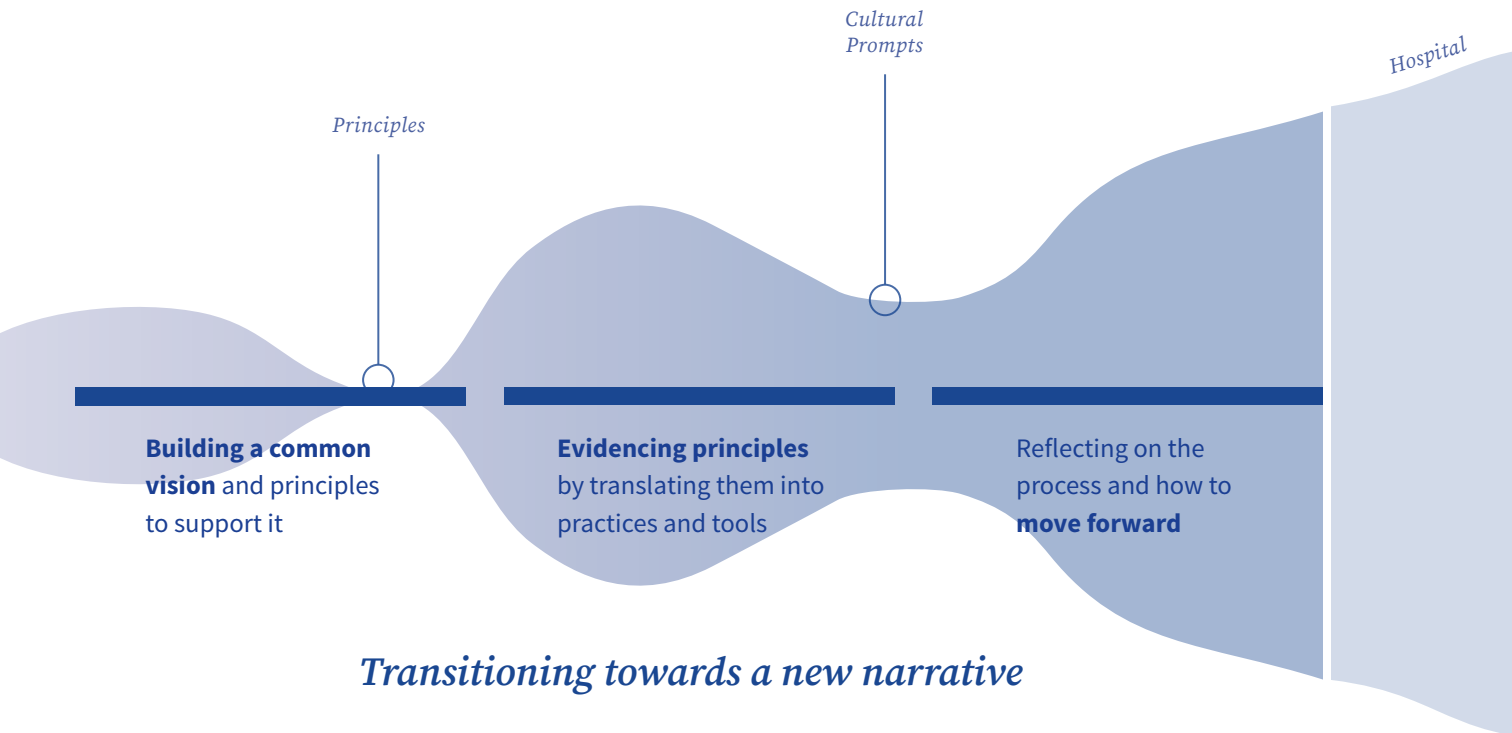 Cultural
Prompts
Hospital
Principles
Building a common
vision and principles
to support it
Evidencing principles
by translating them into
practices and tools
Reflecting on the
process and how to
move forward
Transitioning towards a new narrative